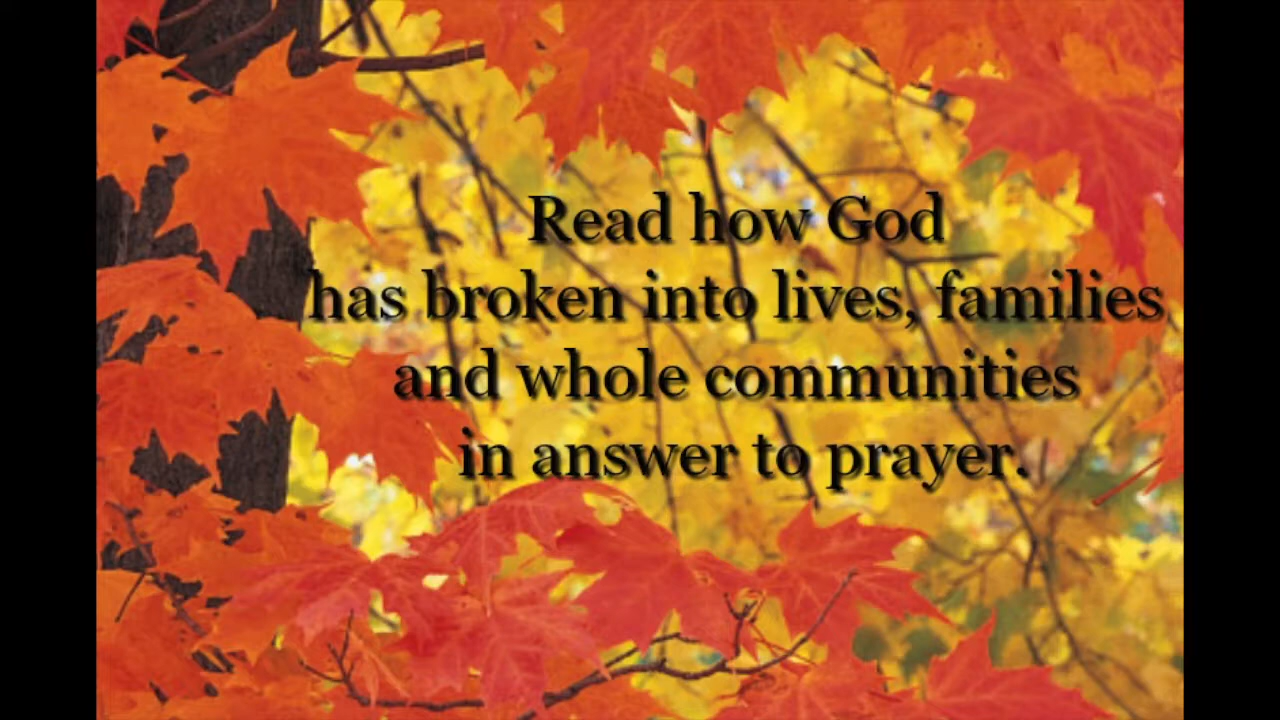 Read how God
has broken into lives, families
and whole communities
in answer to prayer.